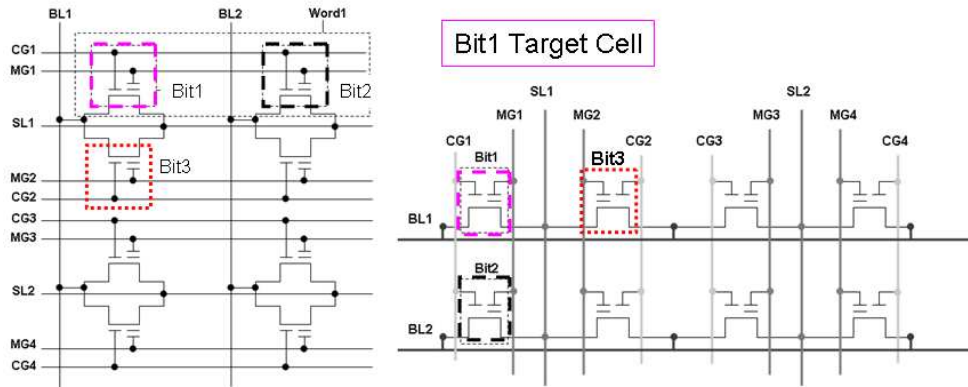 BL1 BL2 Word1
CG1
MG1
Bit1 Bit2
SL1
Bit3
MG2
CG2
CG3
MG3
SL2
MG4
CG4
Bit1 Target Cell
SL1 SL2
MG1 MG2 MG3 MG4
CG1 CG2 CG3 CG4
Bit1 Bit3
BL1
Bit2
BL2